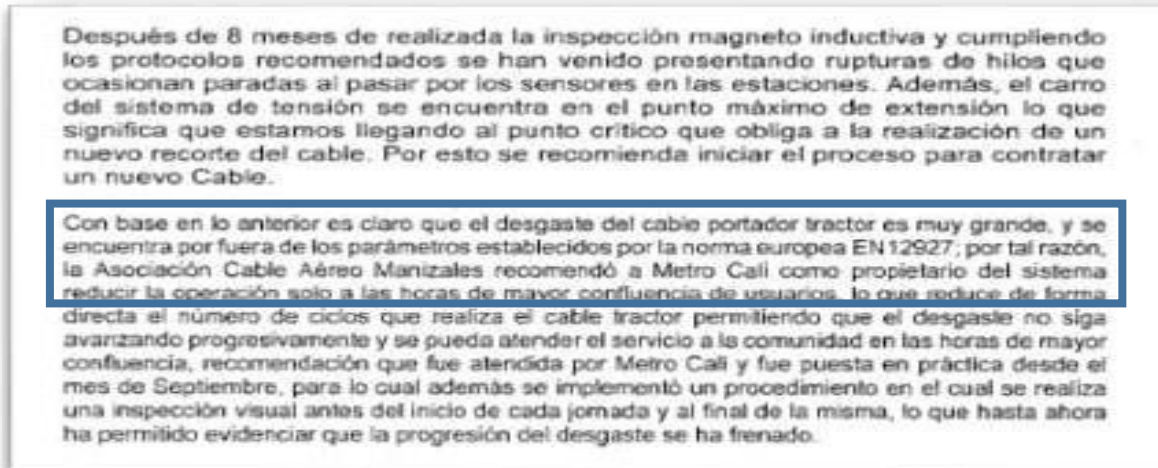 Después de 8 meses de realizada la inspección magneto inductiva y cumpliendo
los protocolos recomendados se han venido presentando rupturas de hilos que
ocasionan paradas al pasar por los sensores en las estaciones. Además, el carro
del sistema de tensión se encuentra en el punto máximo de extensión lo que
significa que estamos llegando al punto crítico que obliga a la realización de un
nuevo recorte del cable. Por esto se recomienda iniciar el proceso para contratar
un nuevo Cable.
Con base en lo anterior es claro que el desgaste del cable portador tractor es muy grande, y se
encuentra por fuera de los parámetros establecidos por la norma europea EN 12927; por tal razón,
la Asociación Cable Aéreo Manizales recomendó a Metro Cali como propietario del sistema
reducir la operación solo a las horas de mayor confluencia de usuarios, lo que reduce de forma
directa el número de ciclos que realiza el cable tractor permitiendo que el desgaste no siga
avanzando progresivamente y se pueda atender el servicio a la comunidad en las horas de mayor
confluencia, recomendación que fue atendida por Metro Cali y fue puesta en práctica desde el
mes de Septiembre, para lo cual además se implementó un procedimiento en el cual se realiza
una inspección visual antes del inicio de cada jornada y al final de la misma, lo que hasta ahora
ha permitido evidenciar que la progresión del desgaste se ha frenado.